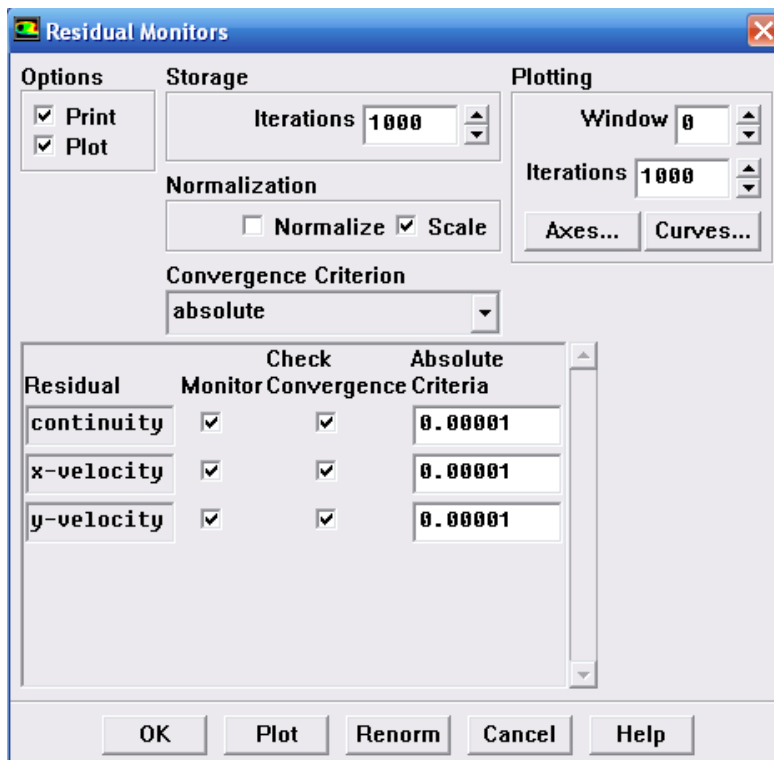 Residual Monitors
Options
Print
Plot
Storage
Iterations 1000
Normalization
Normalize Scale
Convergence Criterion
absolute
Plotting
Window 0
Iterations 1000
Axes... Curves...
Residual Monitor Check Convergence Absolute Criteria
continuity 0.00001
x-velocity 0.00001
y-velocity 0.00001
OK Plot Renorm Cancel Help